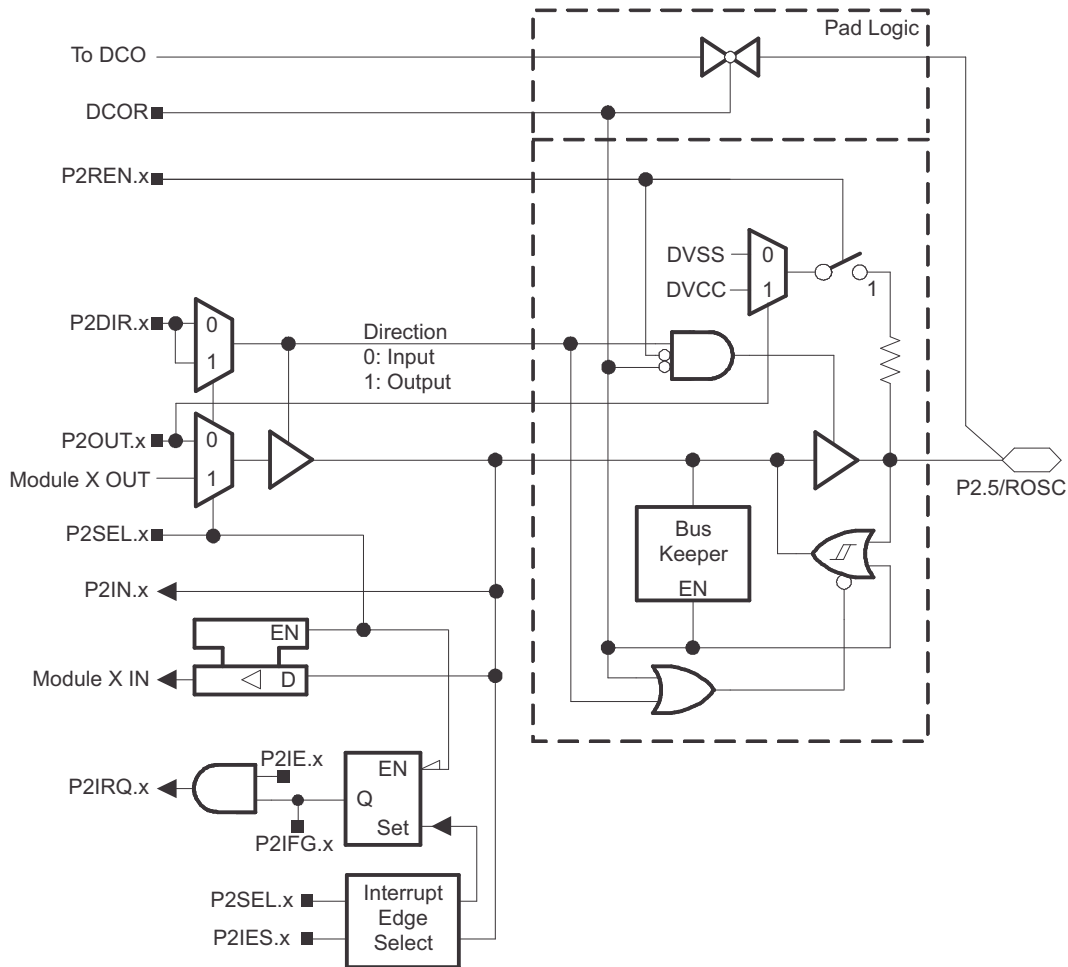 Pad Logic
To DCO
DCOR
P2REN.x
DVSS
0
DVCC
1
1
P2DIR.x
0
1
Direction
0: Input
1: Output
P2OUT.x
0
Module X OUT
1
P2.5/ROSC
P2SEL.x
Bus
Keeper
EN
P2IN.x
EN
Module X IN
D
P2IE.x
EN
P2IRQ.x
Q
Set
P2IFG.x
P2SEL.x
Interrupt
Edge
Select
P2IES.x